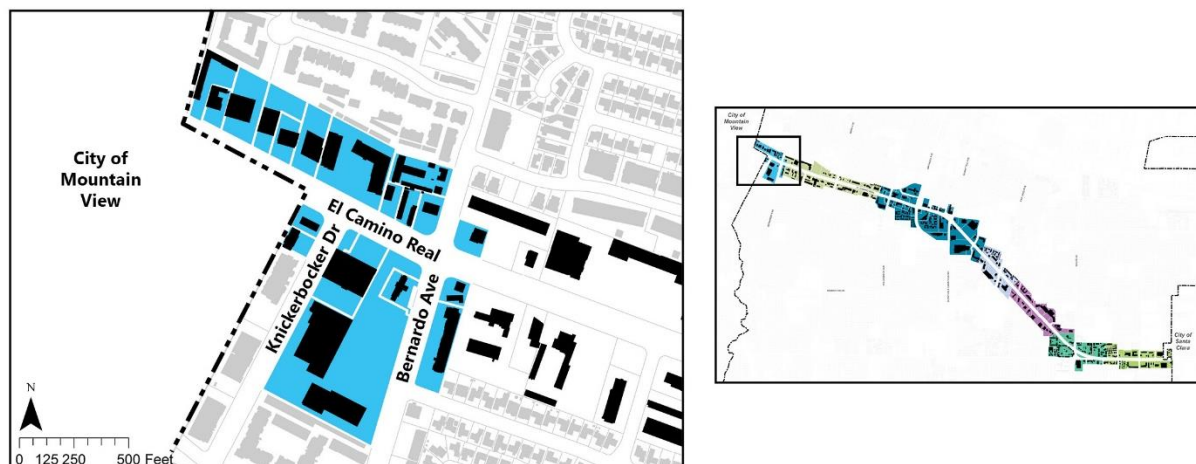 City of
Mountain
View
El Camino Real
Knickerbocker Dr
Bernardo Ave
N
0 125 250 500 Feet
City of
Mountain
View
City of
Santa
Clara